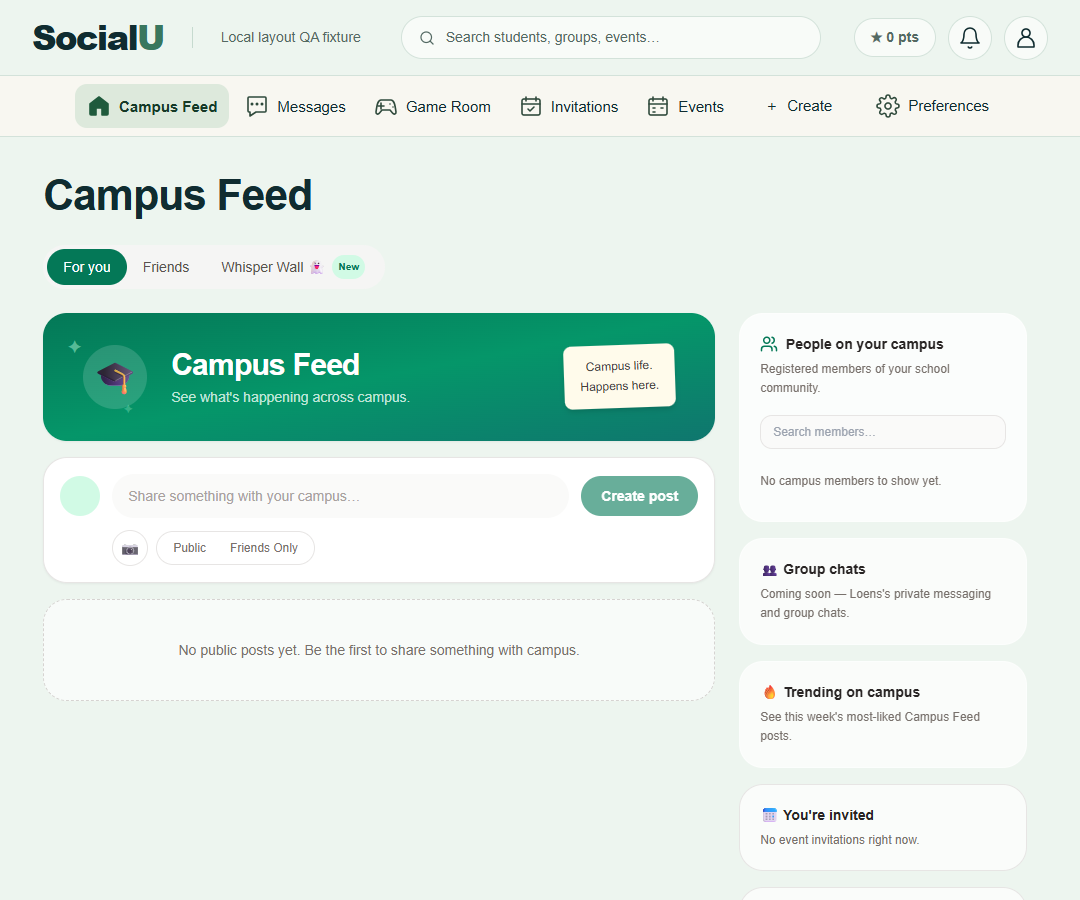 SocialU
Local layout QA fixture
Search students, groups, events…
★ 0 pts
Campus Feed
Messages
Game Room
Invitations
Events
+ Create
Preferences
Campus Feed
For you
Friends
Whisper Wall 👻
New
Campus Feed
See what's happening across campus.
Campus life.
Happens here.
Share something with your campus…
Create post
Public
Friends Only
No public posts yet. Be the first to share something with campus.
People on your campus
Registered members of your school
community.
Search members…
No campus members to show yet.
Group chats
Coming soon — Loens's private messaging
and group chats.
Trending on campus
See this week's most-liked Campus Feed
posts.
You're invited
No event invitations right now.